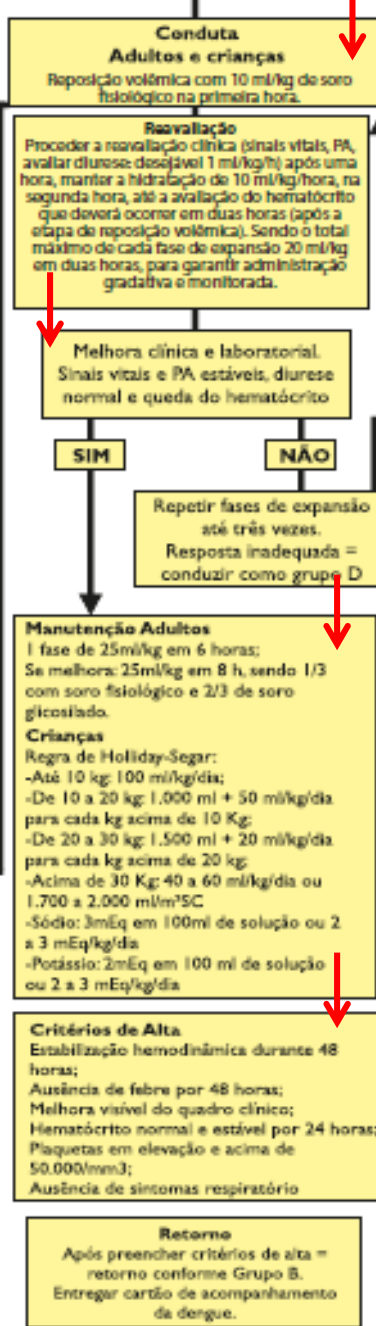 Conduta
Adultos e crianças
Reposição volêmica com 10 ml/kg de soro
fisiológico na primeira hora.
Reavaliação
Proceder a reavaliação clínica (sinais vitais, PA,
avaliar diurese: desejável 1 ml/kg/h) após uma
hora, manter a hidratação de 10 ml/kg/hora, na
segunda hora, até a avaliação do hematócrito
que deverá ocorrer em duas horas (após a
etapa de reposição volêmica). Sendo o total
máximo de cada fase de expansão 20 ml/kg
em duas horas, para garantir administração
gradativa e monitorada.
Melhora clínica e laboratorial.
Sinais vitais e PA estáveis, diurese
normal e queda do hematócrito
SIM
NÃO
Repetir fases de expansão
até três vezes.
Resposta inadequada =
conduzir como grupo D
Manutenção Adultos
1 fase de 25ml/kg em 6 horas;
Se melhora: 25ml/kg em 8 h, sendo 1/3
com soro fisiológico e 2/3 de soro
glicosilado.
Crianças
Regra de Holliday-Segar:
-Até 10 kg: 100 ml/kg/dia;
-De 10 a 20 kg: 1.000 ml + 50 ml/kg/dia
para cada kg acima de 10 Kg;
-De 20 a 30 kg: 1.500 ml + 20 ml/kg/dia
para cada kg acima de 20 kg;
-Acima de 30 Kg: 40 a 60 ml/kg/dia ou
1.700 a 2.000 ml/m²SC
-Sódio: 3mEq em 100ml de solução ou 2
a 3 mEq/kg/dia
-Potássio: 2mEq em 100 ml de solução
ou 2 a 3 mEq/kg/dia
Critérios de Alta
Estabilização hemodinâmica durante 48
horas;
Ausência de febre por 48 horas;
Melhora visível do quadro clínico;
Hematócrito normal e estável por 24 horas;
Plaquetas em elevação e acima de
50.000/mm3;
Ausência de sintomas respiratório
Retorno
Após preencher critérios de alta =
retorno conforme Grupo B.
Entregar cartão de acompanhamento
da dengue.